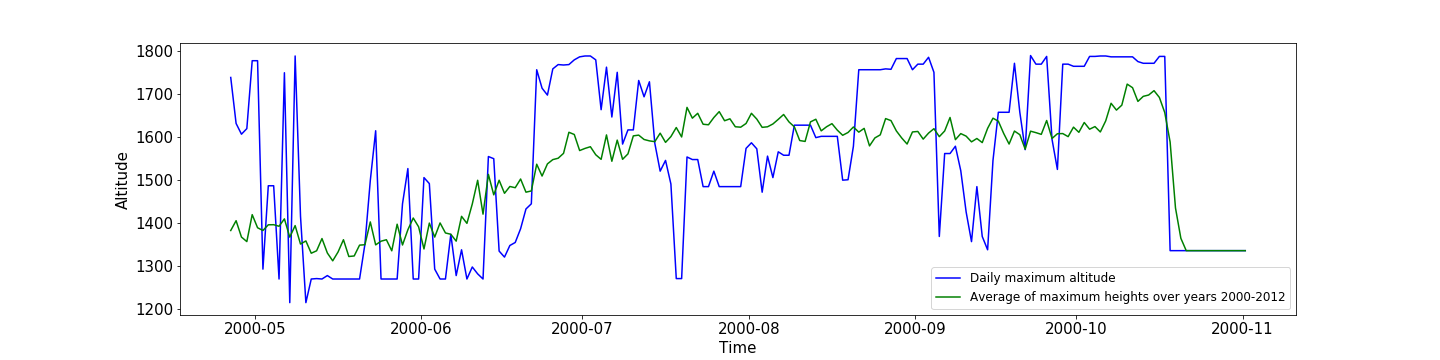 1800
1700
1600
1500
1400
1300
1200
Altitude
Daily maximum altitude
Average of maximum heights over years 2000-2012
2000-05 2000-06 2000-07 2000-08 2000-09 2000-10 2000-11
Time